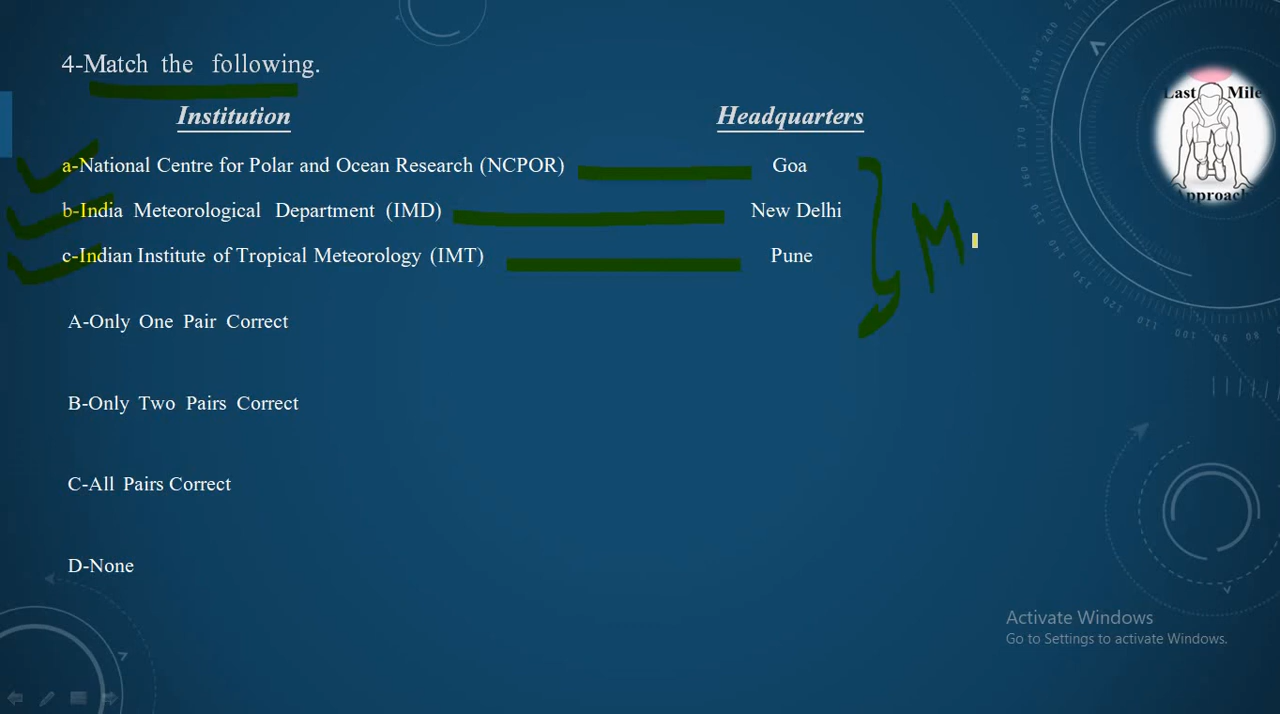 4-Match the following.
Institution Headquarters
a-National Centre for Polar and Ocean Research (NCPOR) Goa
b-India Meteorological Department (IMD) New Delhi
c-Indian Institute of Tropical Meteorology (IMT) Pune
M
A-Only One Pair Correct
B-Only Two Pairs Correct
C-All Pairs Correct
D-None
Last Mile
Approach
Activate Windows
Go to Settings to activate Windows.